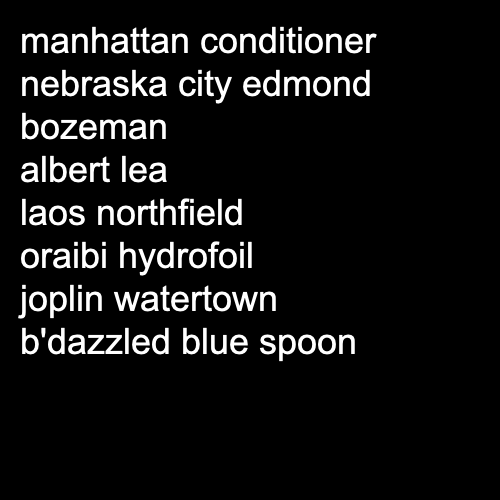 manhattan conditioner
nebraska city edmond
bozeman
albert lea
laos northfield
oraibi hydrofoil
joplin watertown
b'dazzled blue spoon